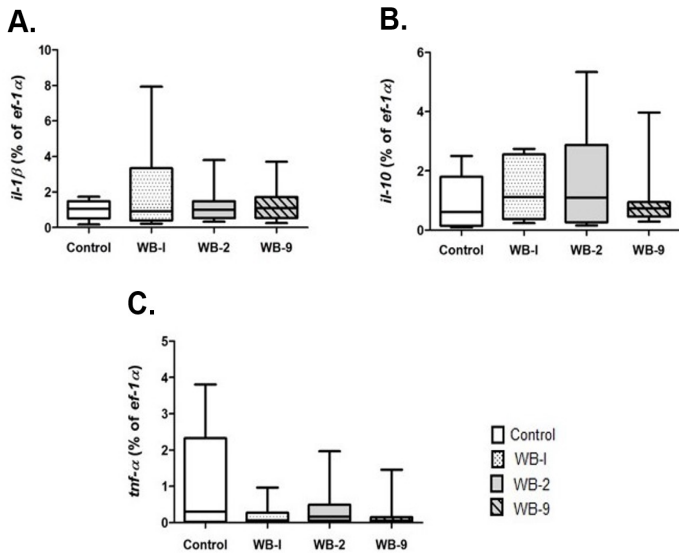 A.
il-1β (% of ef-1α)
10
8
6
4
2
0
Control WB-I WB-2 WB-9
B.
il-10 (% of ef-1α)
6
4
2
0
Control WB-I WB-2 WB-9
C.
tnf-α (% of ef-1α)
5
4
3
2
1
0
Control WB-I WB-2 WB-9
Control
WB-I
WB-2
WB-9